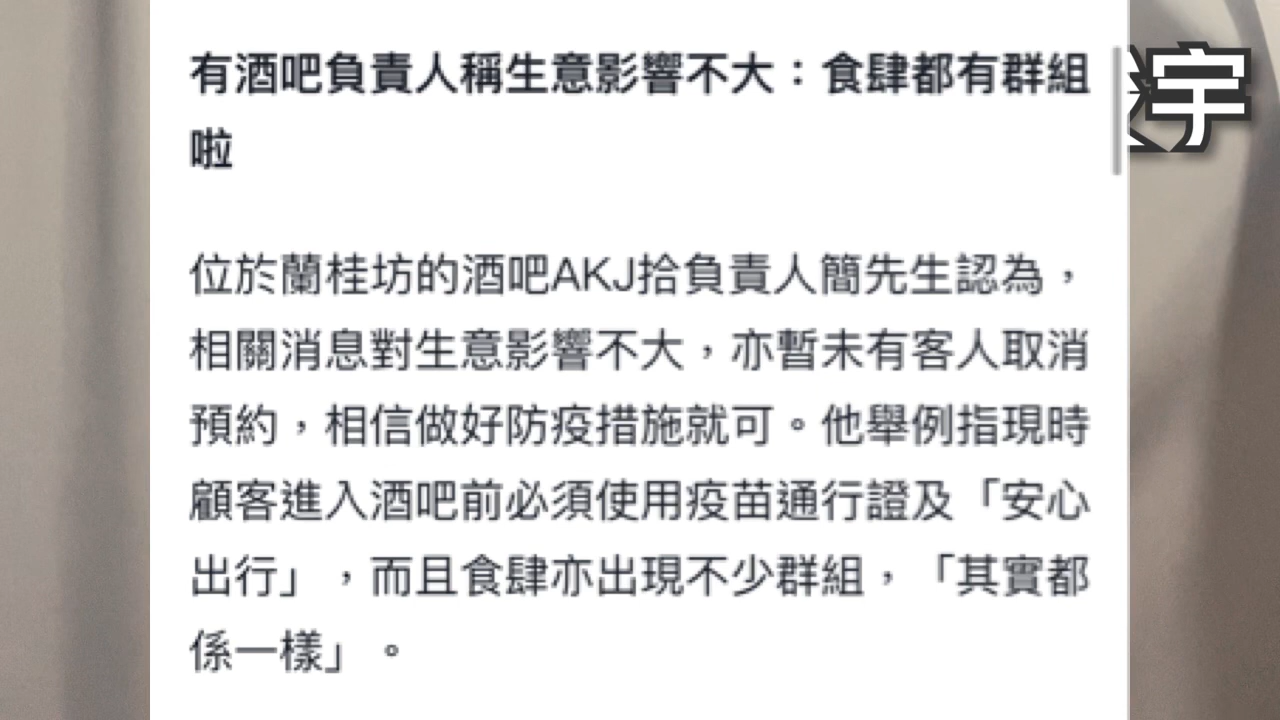 有酒吧負責人稱生意影響不大：食肆都有群組
啦
位於蘭桂坊的酒吧AKJ拾負責人簡先生認為，
相關消息對生意影響不大，亦暫未有客人取消
預約，相信做好防疫措施就可。他舉例指現時
顧客進入酒吧前必須使用疫苗通行證及「安心
出行」，而且食肆亦出現不少群組，「其實都
係一樣」。
宇